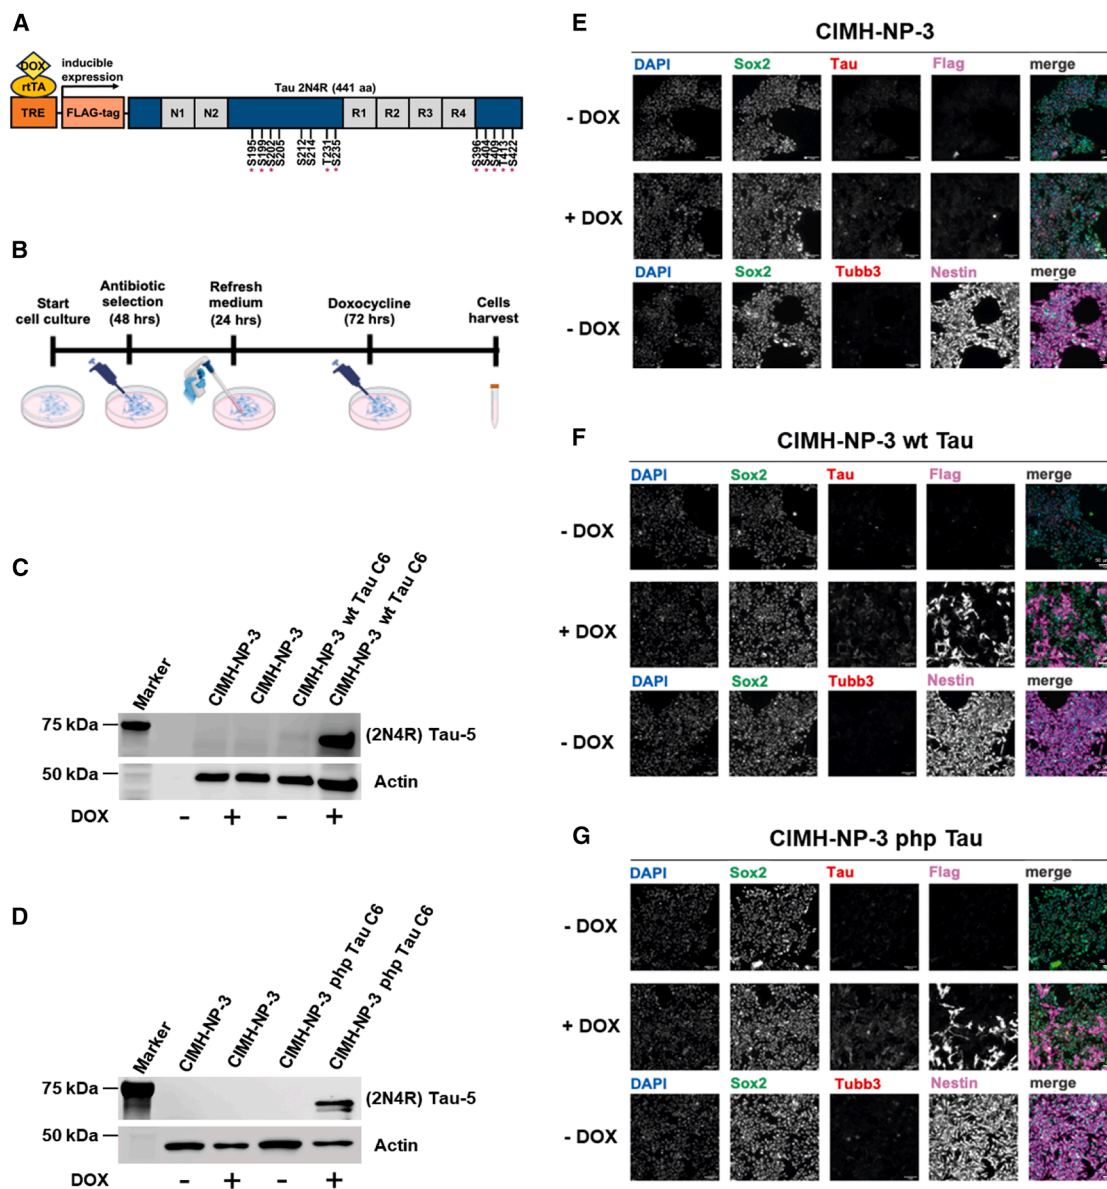 A
DOX
rtTA
inducible
expression
TRE
FLAG-tag
Tau 2N4R (441 aa)
N1
N2
R1
R2
R3
R4
S195
S199
S202
S205
S212
S214
T231
S235
S396
S404
S409
T413
S422
* * * * * * * * * *
B
Start
cell culture
Antibiotic
selection
(48 hrs)
Refresh
medium
(24 hrs)
Doxocycline
(72 hrs)
Cells
harvest
C
Marker
CIMH-NP-3
CIMH-NP-3
CIMH-NP-3 wt Tau C6
CIMH-NP-3 wt Tau C6
75 kDa
(2N4R) Tau-5
50 kDa
Actin
DOX - + - +
D
Marker
CIMH-NP-3
CIMH-NP-3
CIMH-NP-3 php Tau C6
CIMH-NP-3 php Tau C6
75 kDa
(2N4R) Tau-5
50 kDa
Actin
DOX - + - +
E
CIMH-NP-3
DAPI Sox2 Tau Flag merge
- DOX
+ DOX
DAPI Sox2 Tubb3 Nestin merge
- DOX
F
CIMH-NP-3 wt Tau
DAPI Sox2 Tau Flag merge
- DOX
+ DOX
DAPI Sox2 Tubb3 Nestin merge
- DOX
G
CIMH-NP-3 php Tau
DAPI Sox2 Tau Flag merge
- DOX
+ DOX
DAPI Sox2 Tubb3 Nestin merge
- DOX